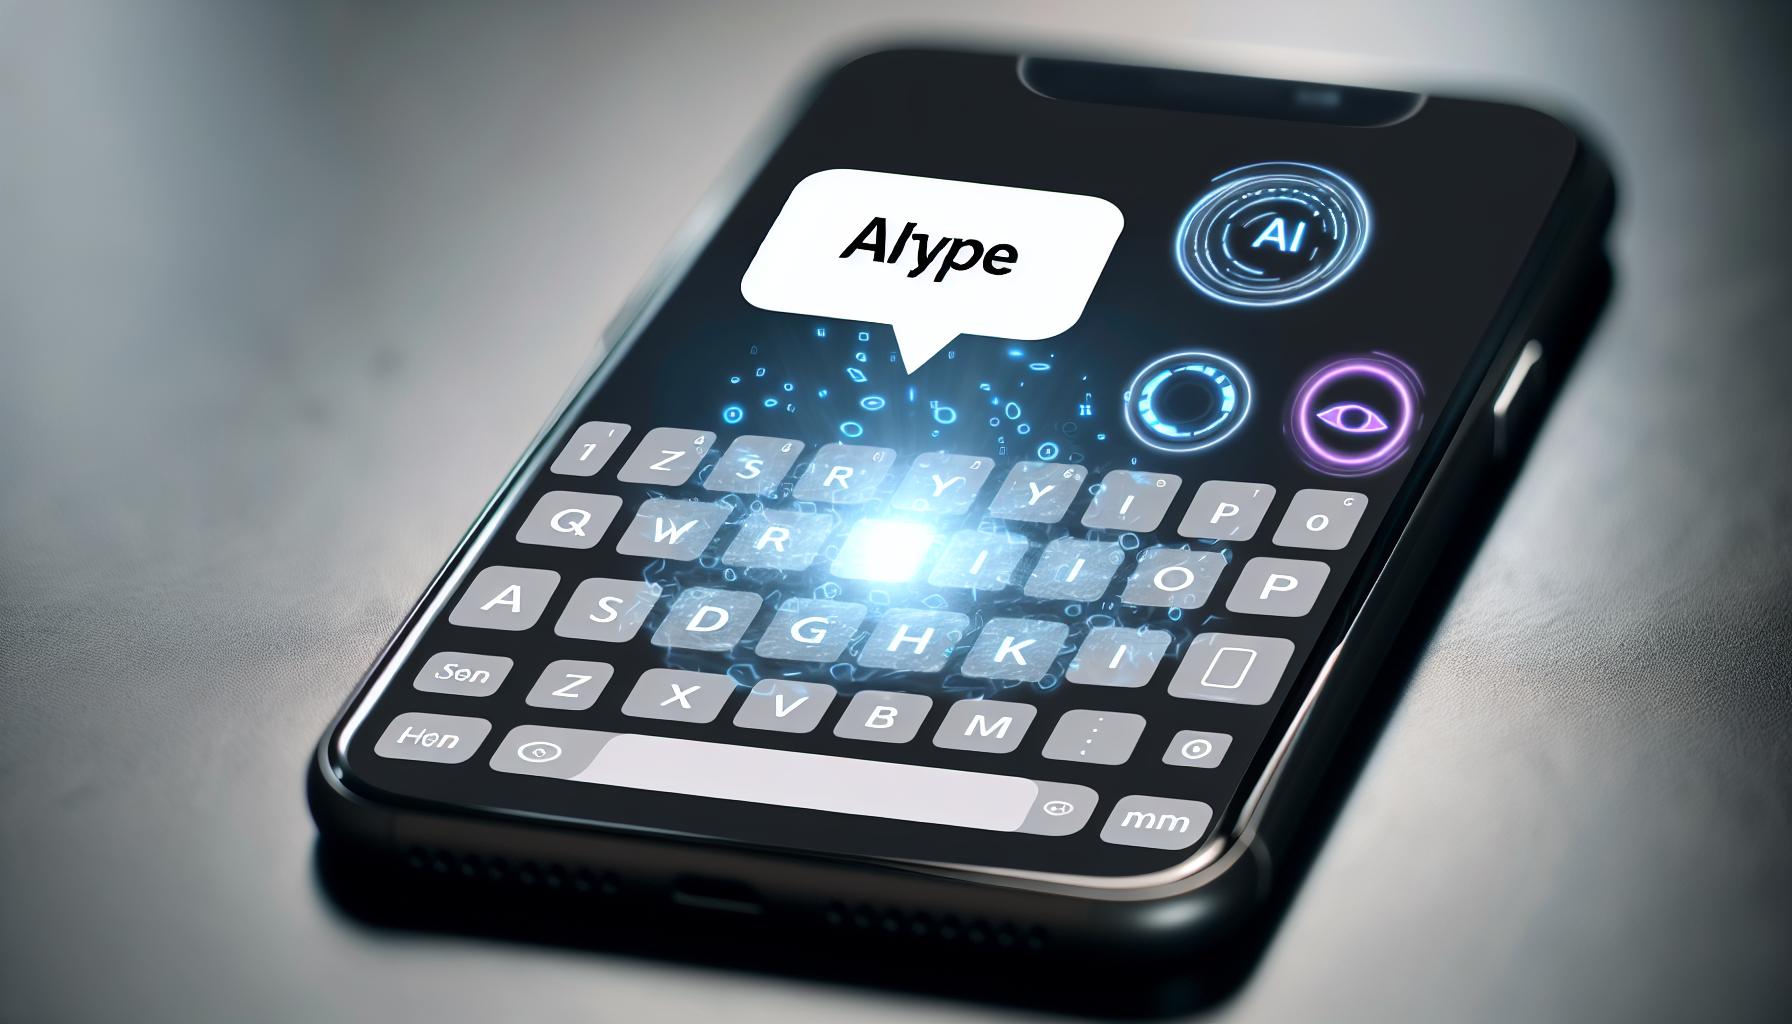 AIype
AI
1 Z S R Y Y I P O
Q W R I I O P
A S D G H K I
Sen Z X V B M
Hen mm